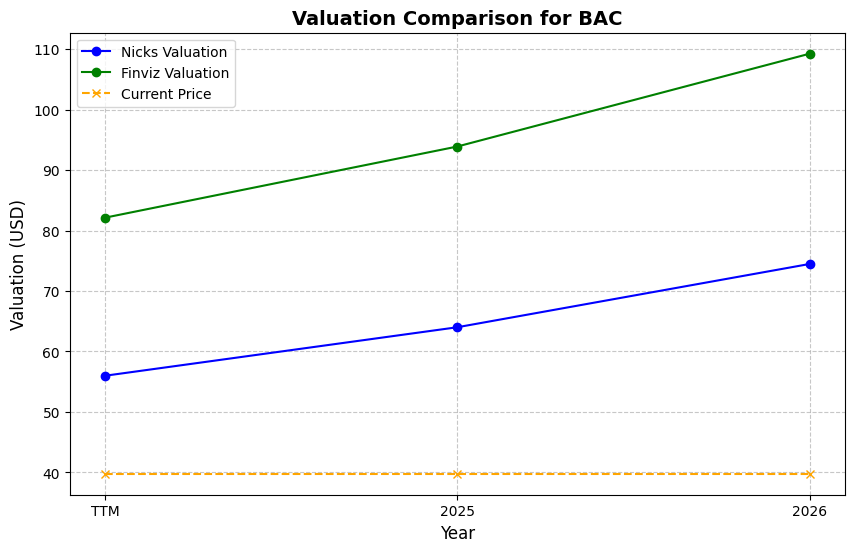 Valuation Comparison for BAC
Nicks Valuation
Finviz Valuation
Current Price
Valuation (USD)
110
100
90
80
70
60
50
40
TTM
2025
2026
Year